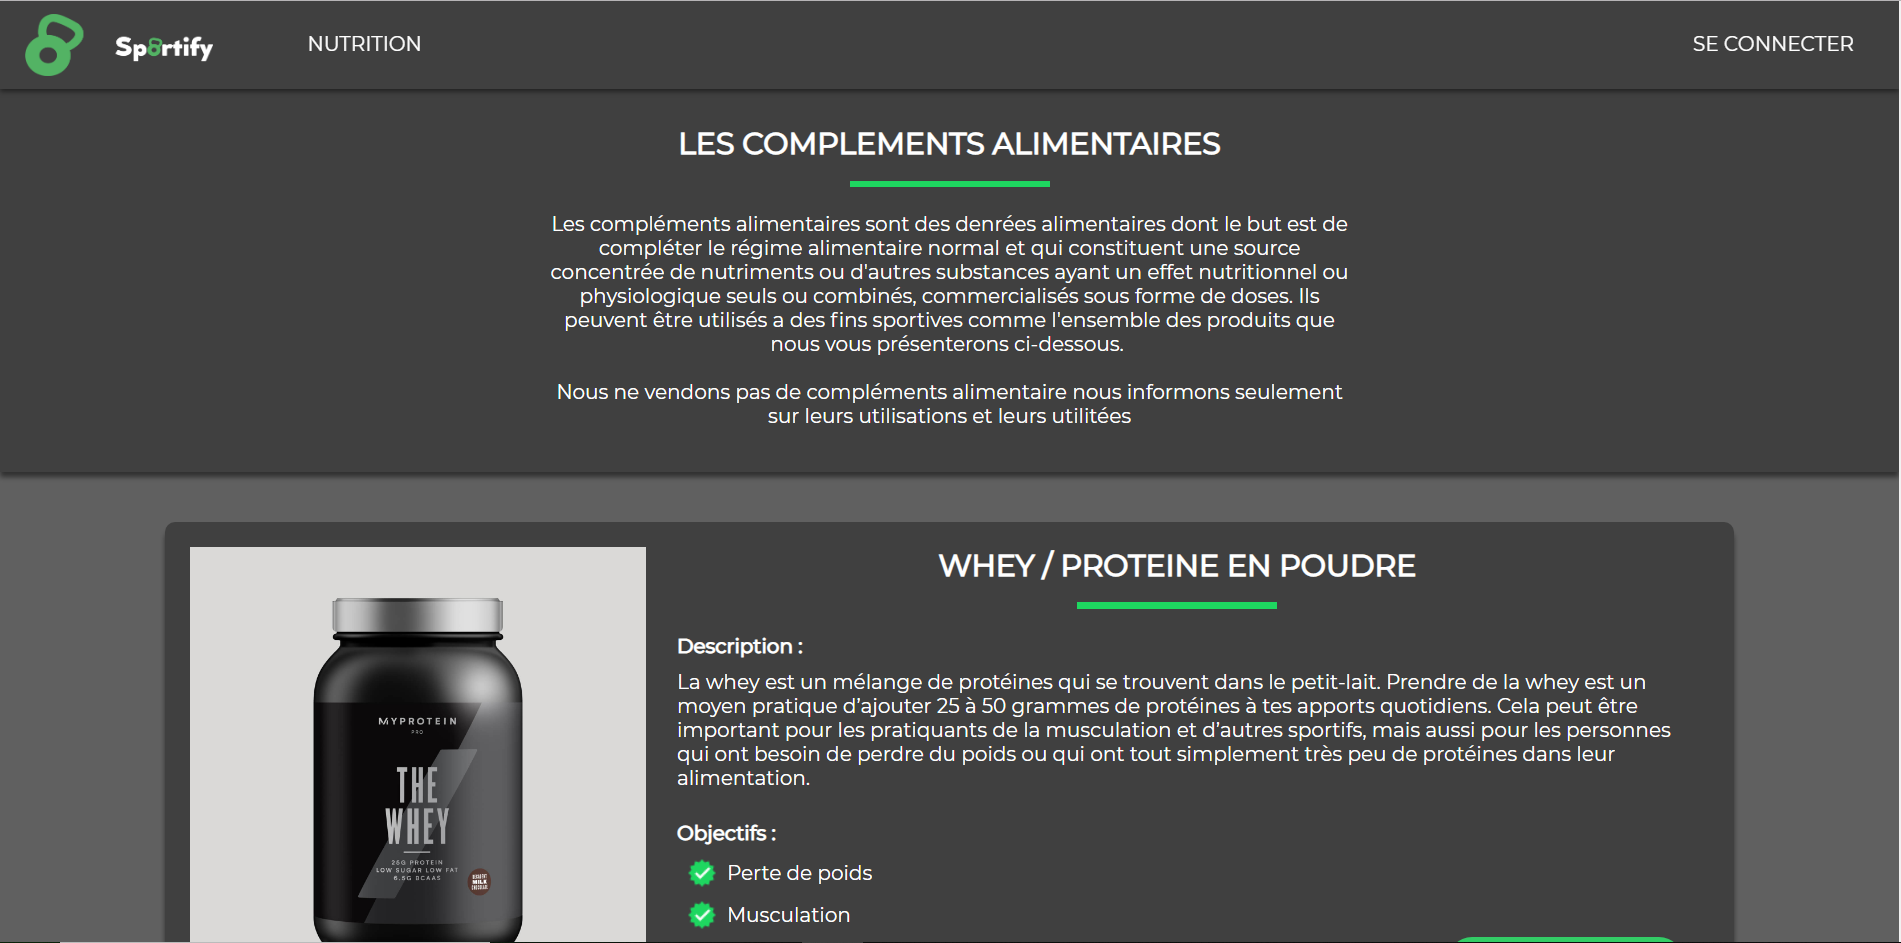 Sportify
NUTRITION
SE CONNECTER
LES COMPLEMENTS ALIMENTAIRES
Les compléments alimentaires sont des denrées alimentaires dont le but est de
compléter le régime alimentaire normal et qui constituent une source
concentrée de nutriments ou d'autres substances ayant un effet nutritionnel ou
physiologique seuls ou combinés, commercialisés sous forme de doses. Ils
peuvent être utilisés a des fins sportives comme l'ensemble des produits que
nous vous présenterons ci-dessous.
Nous ne vendons pas de compléments alimentaire nous informons seulement
sur leurs utilisations et leurs utilitées
MYPROTEIN
PRO
THE
WHEY
25G PROTEIN
LOW SUGAR LOW FAT
6.5G BCAAS
MILK
CHOCOLATE
WHEY / PROTEINE EN POUDRE
Description :
La whey est un mélange de protéines qui se trouvent dans le petit-lait. Prendre de la whey est un
moyen pratique d’ajouter 25 à 50 grammes de protéines à tes apports quotidiens. Cela peut être
important pour les pratiquants de la musculation et d’autres sportifs, mais aussi pour les personnes
qui ont besoin de perdre du poids ou qui ont tout simplement très peu de protéines dans leur
alimentation.
Objectifs :
Perte de poids
Musculation